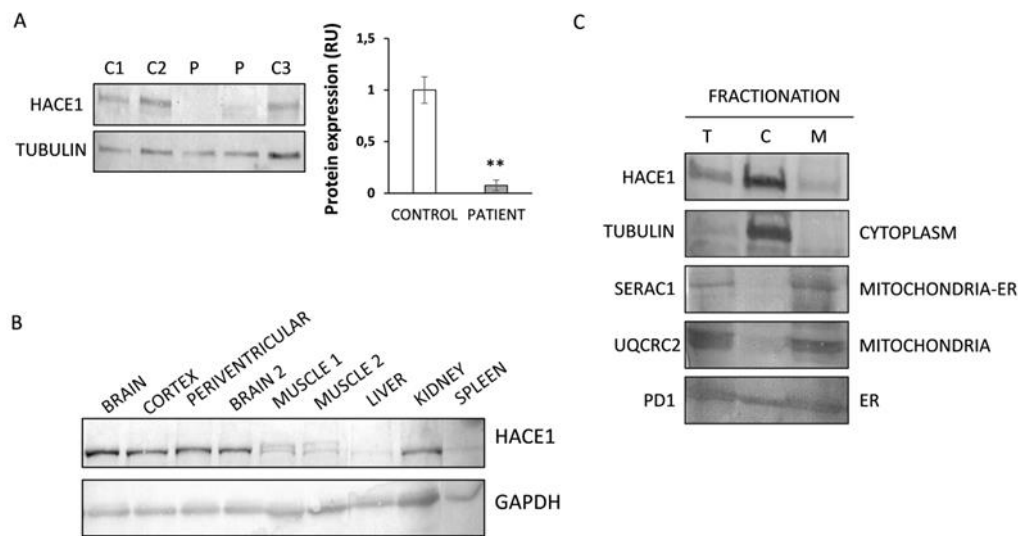 A
C1 C2 P P C3
HACE1
TUBULIN
Protein expression (RU)
1,5
1
0,5
0
**
CONTROL PATIENT
B
BRAIN CORTEX PERIVENTRICULAR BRAIN 2 MUSCLE 1 MUSCLE 2 LIVER KIDNEY SPLEEN
HACE1
GAPDH
C
FRACTIONATION
T C M
HACE1
TUBULIN CYTOPLASM
SERAC1 MITOCHONDRIA-ER
UQCRC2 MITOCHONDRIA
PD1 ER